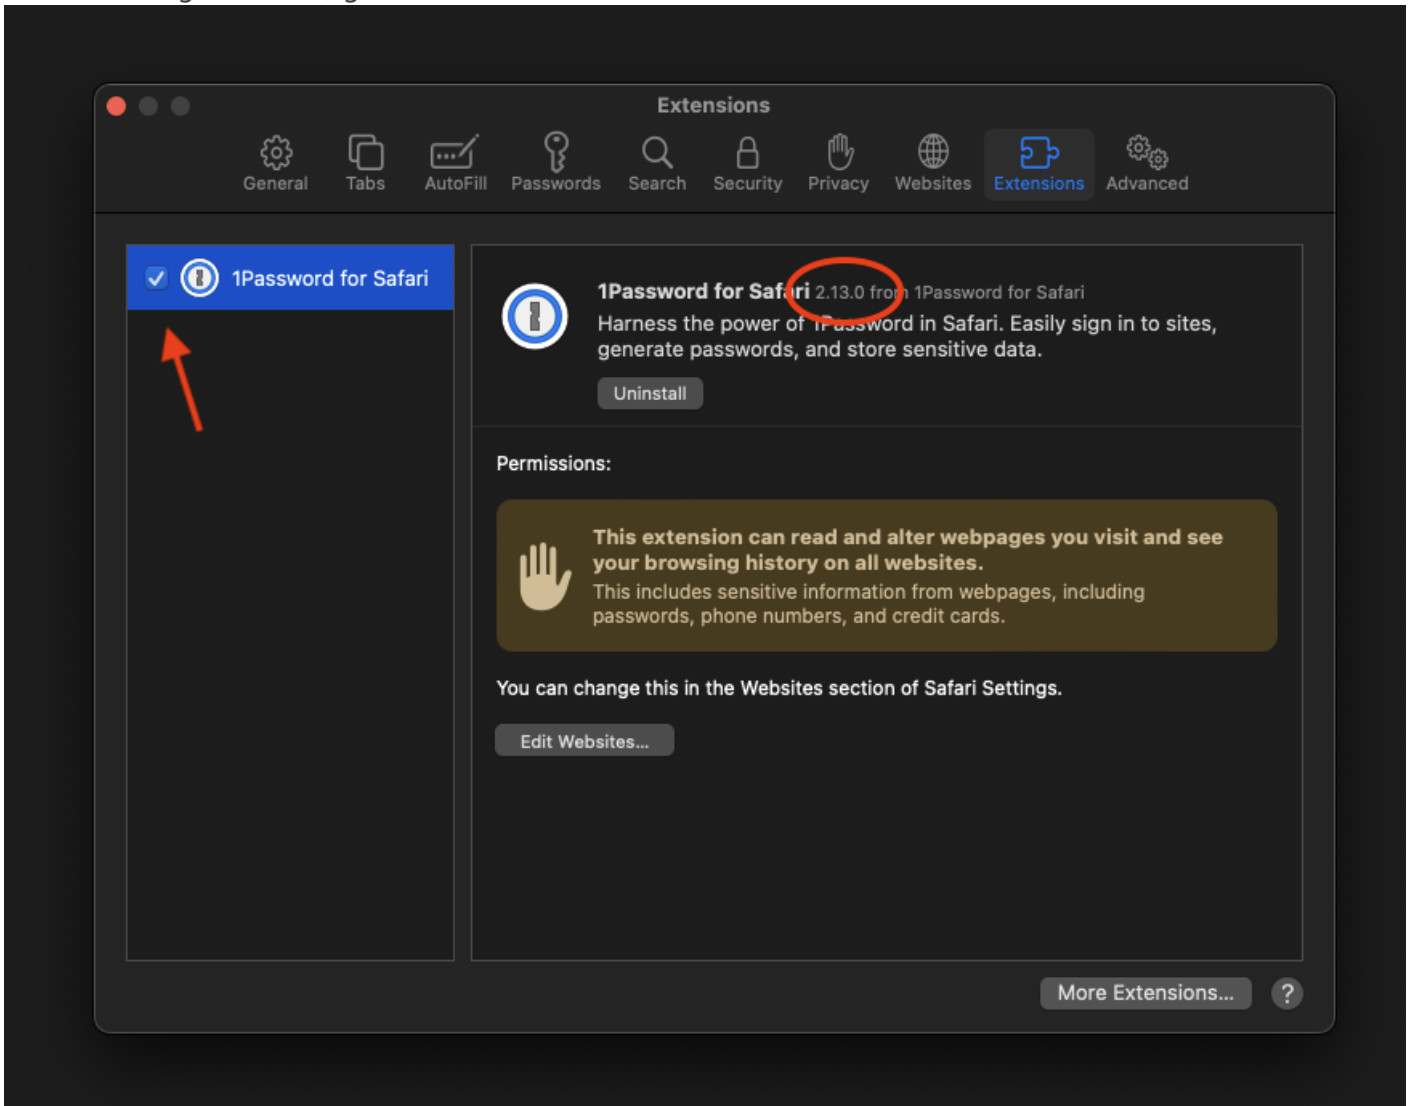 Extensions
General
Tabs
AutoFill
Passwords
Search
Security
Privacy
Websites
Extensions
Advanced
1Password for Safari
1Password for Safari 2.13.0 from 1Password for Safari
Harness the power of 1Password in Safari. Easily sign in to sites,
generate passwords, and store sensitive data.
Uninstall
Permissions:
This extension can read and alter webpages you visit and see
your browsing history on all websites.
This includes sensitive information from webpages, including
passwords, phone numbers, and credit cards.
You can change this in the Websites section of Safari Settings.
Edit Websites...
More Extensions...
?